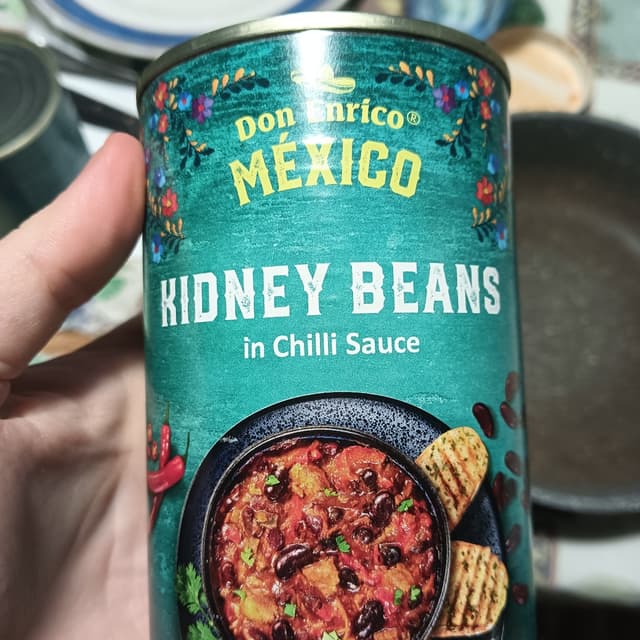 Don Enrico®
MÉXICO
KIDNEY BEANS
in Chilli Sauce